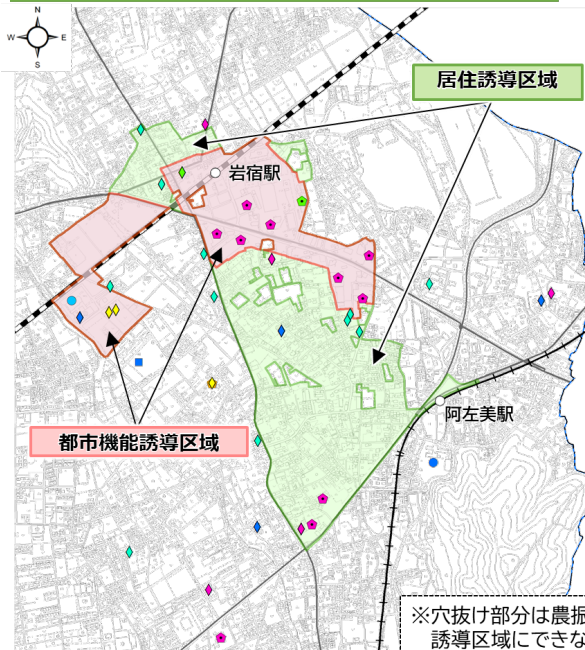 N
W E
S
居住誘導区域
岩宿駅
阿左美駅
都市機能誘導区域
※穴抜け部分は農振
誘導区域にできな